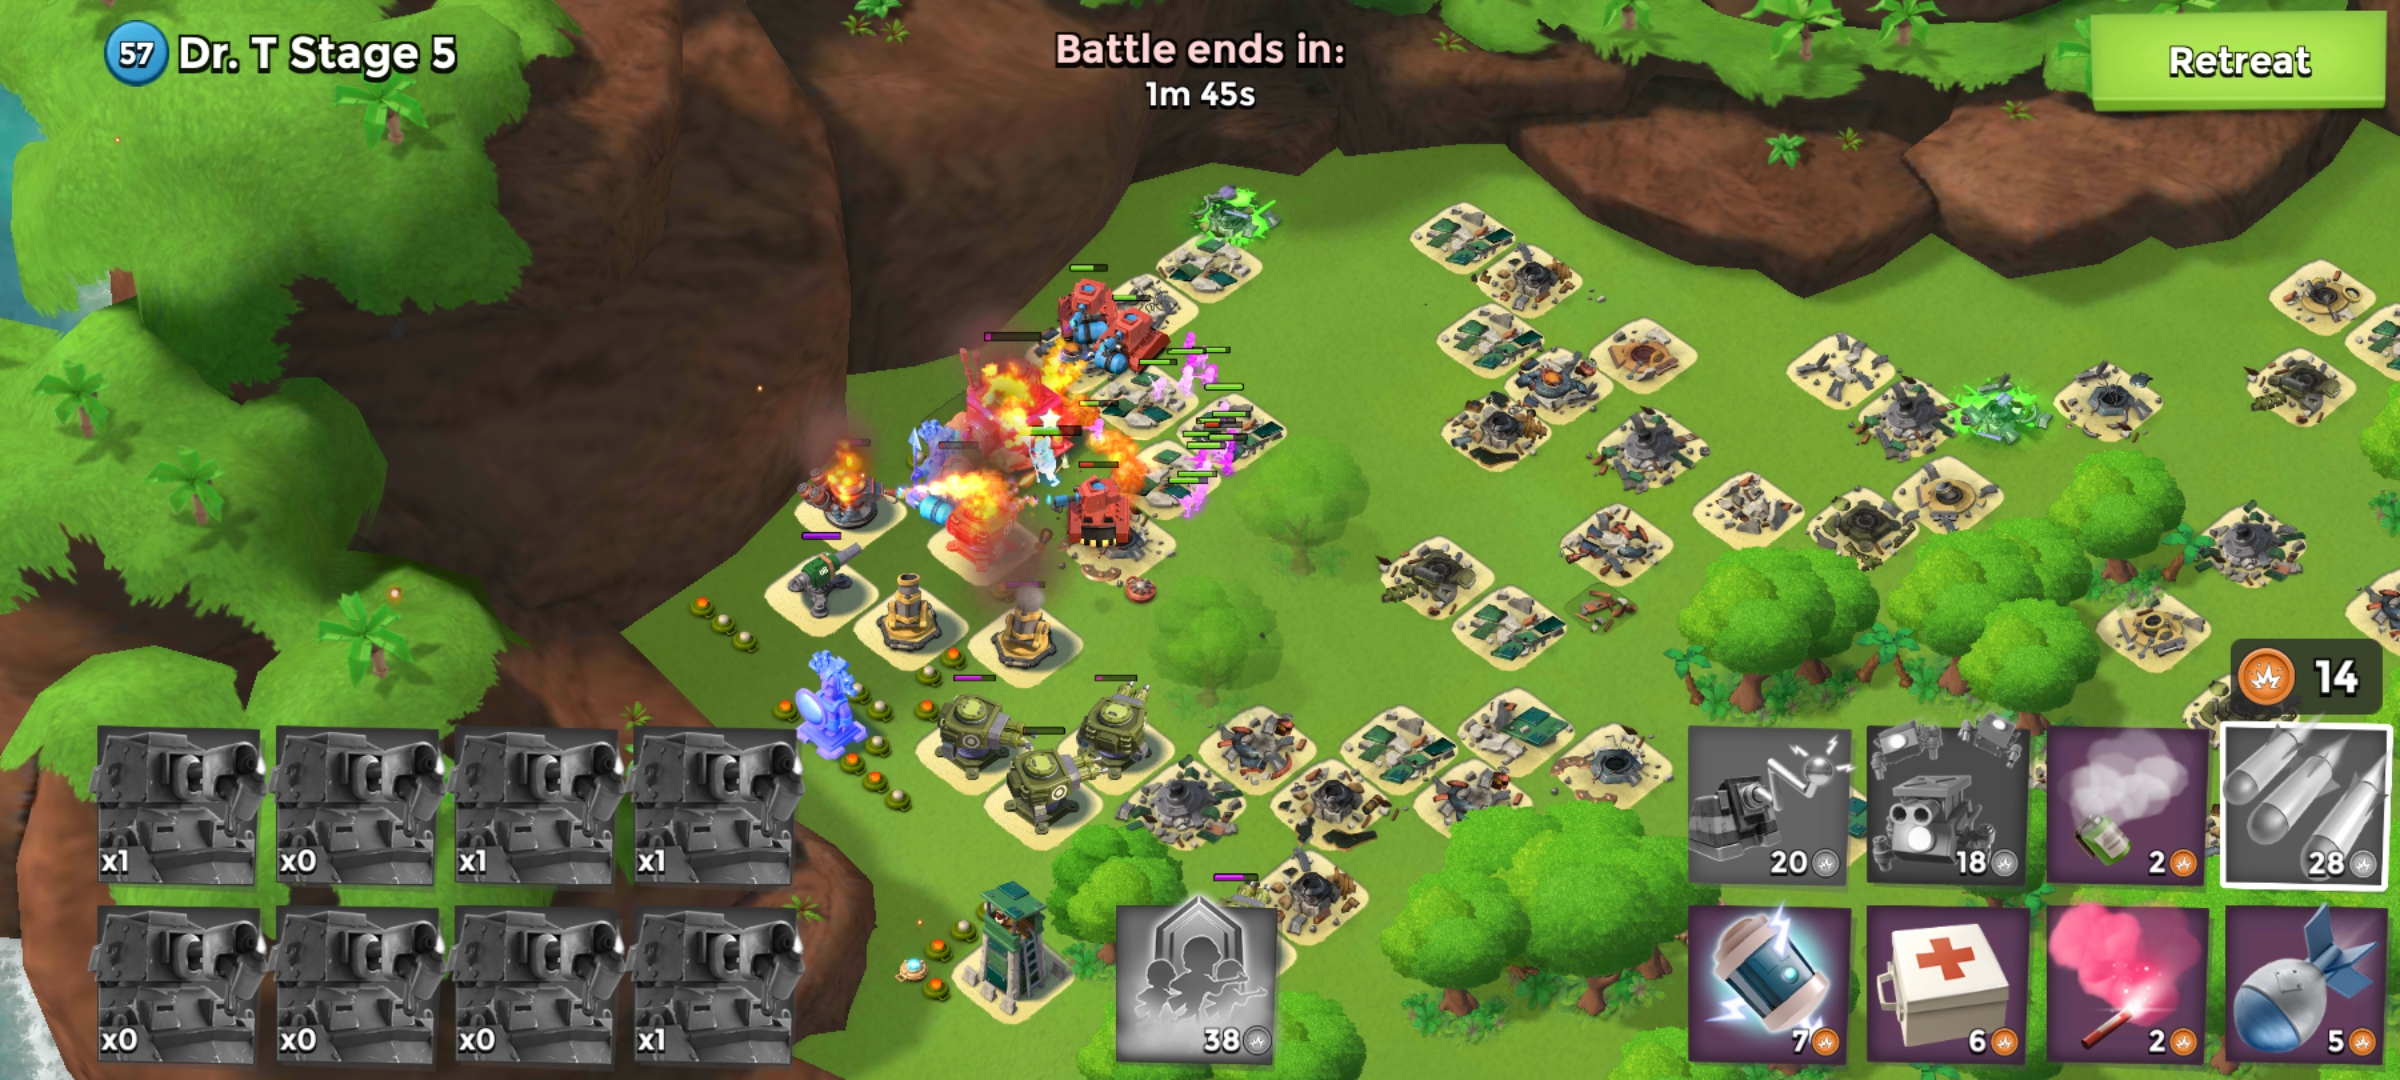 57 Dr. T Stage 5
Battle ends in:
1m 45s
Retreat
14
x1 x0 x1 x1
20 18 2 28
x0 x0 x0 x1
38
7 6 2 5